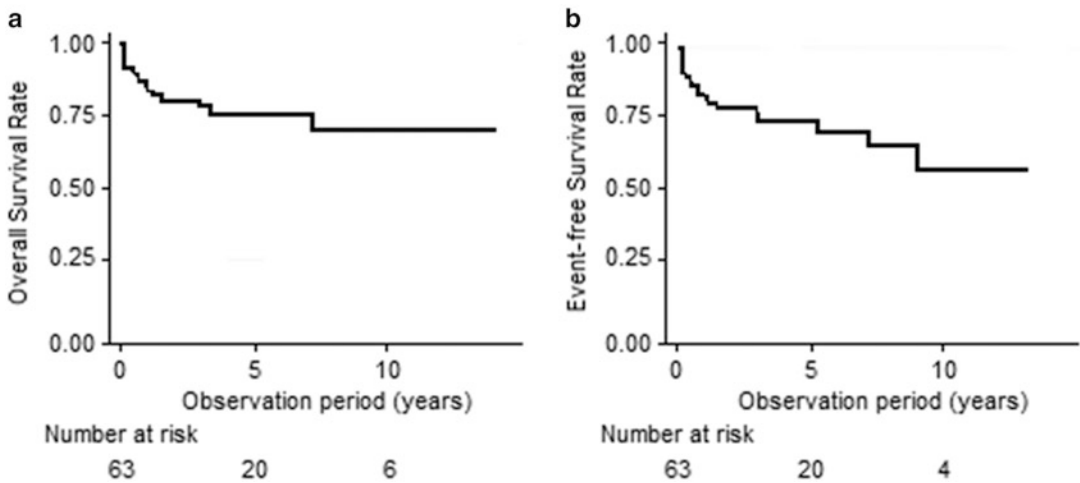 a
Overall Survival Rate
1.00
0.75
0.50
0.25
0.00
0 5 10
Observation period (years)
Number at risk
63 20 6
b
Event-free Survival Rate
1.00
0.75
0.50
0.25
0.00
0 5 10
Observation period (years)
Number at risk
63 20 4